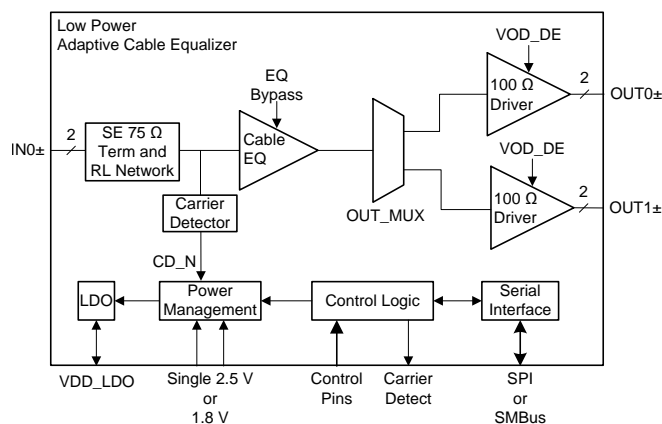 Low Power
Adaptive Cable Equalizer
VOD_DE
EQ
Bypass
2
100 Ω
Driver
OUT0±
IN0±
2
SE 75 Ω
Term and
RL Network
Cable
EQ
VOD_DE
Carrier
Detector
OUT_MUX
100 Ω
Driver
2
OUT1±
CD_N
LDO
Power
Management
Control Logic
Serial
Interface
VDD_LDO
Single 2.5 V
or
1.8 V
Control
Pins
Carrier
Detect
SPI
or
SMBus